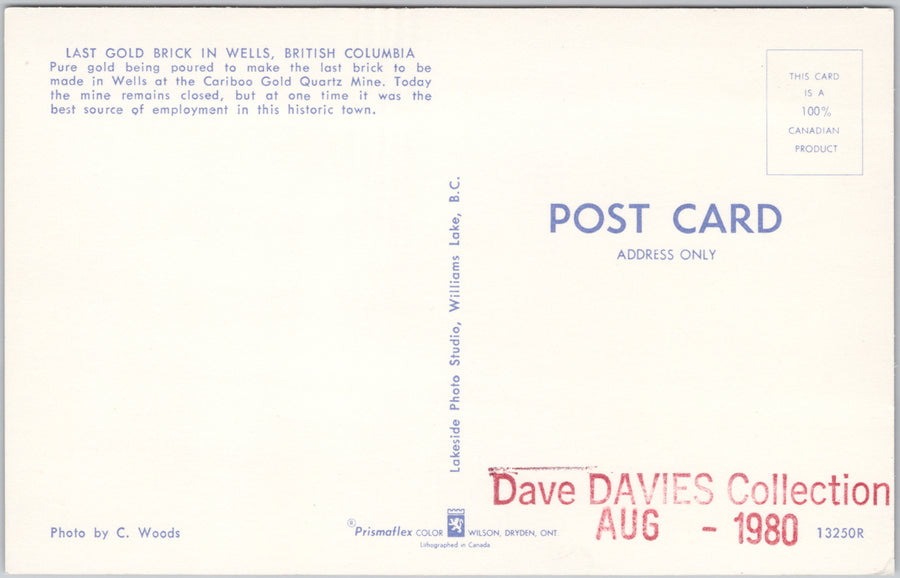 LAST GOLD BRICK IN WELLS, BRITISH COLUMBIA
Pure gold being poured to make the last brick to be
made in Wells at the Cariboo Gold Quartz Mine. Today
the mine remains closed, but at one time it was the
best source of employment in this historic town.
THIS CARD
IS A
100%
CANADIAN
PRODUCT
POST CARD
ADDRESS ONLY
Lakeside Photo Studio, Williams Lake, B.C.
Dave DAVIES Collection
AUG - 1980
Photo by C. Woods
® Prismaflex COLOR WILSON, DRYDEN, ONT
Lithographed in Canada
13250R